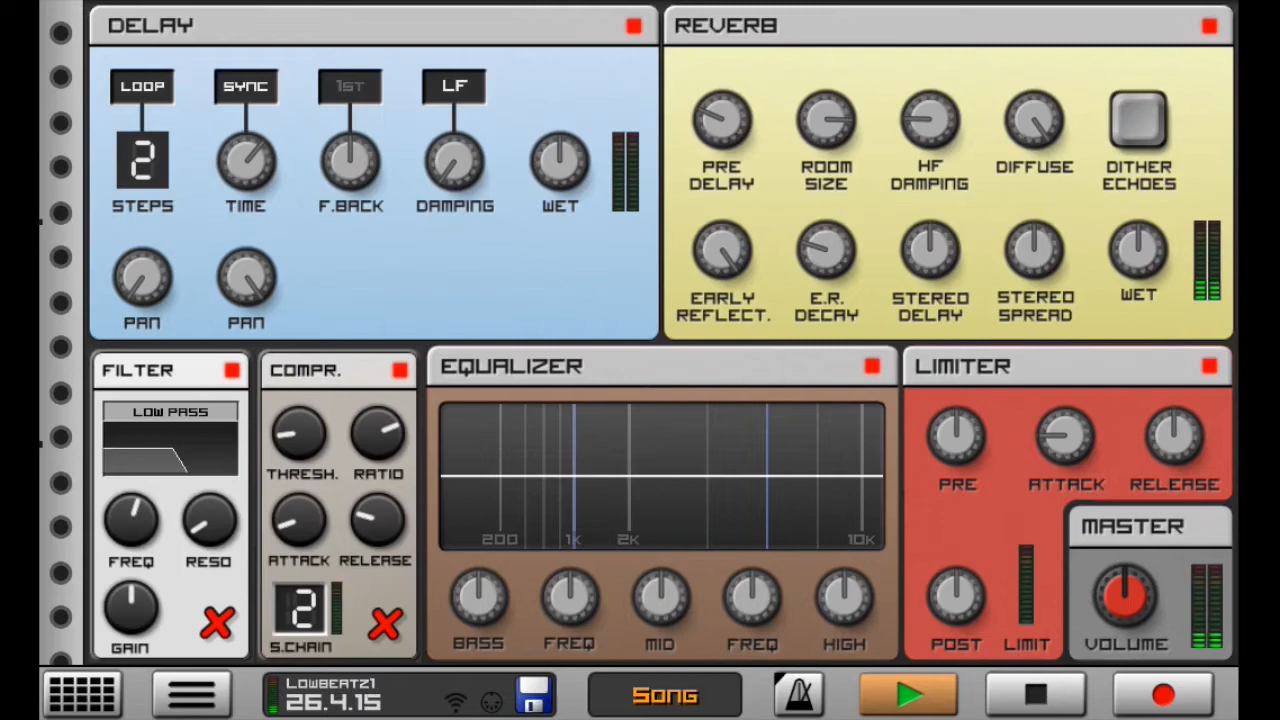 DELAY
REVERB
LOOP
SYNC
1ST
LF
2
STEPS
TIME
F.BACK
DAMPING
WET
PRE DELAY
ROOM SIZE
HF DAMPING
DIFFUSE
DITHER ECHOES
PAN
PAN
EARLY REFLECT.
E.R. DECAY
STEREO DELAY
STEREO SPREAD
WET
FILTER
COMPR.
EQUALIZER
LIMITER
LOW PASS
THRESH.
RATIO
200
1K
2K
10K
PRE
ATTACK
RELEASE
FREQ
RESO
ATTACK
RELEASE
MASTER
GAIN
2
S.CHAIN
BASS
FREQ
MID
FREQ
HIGH
POST
LIMIT
VOLUME
LOWBEATZ1
26.4.15
SONG